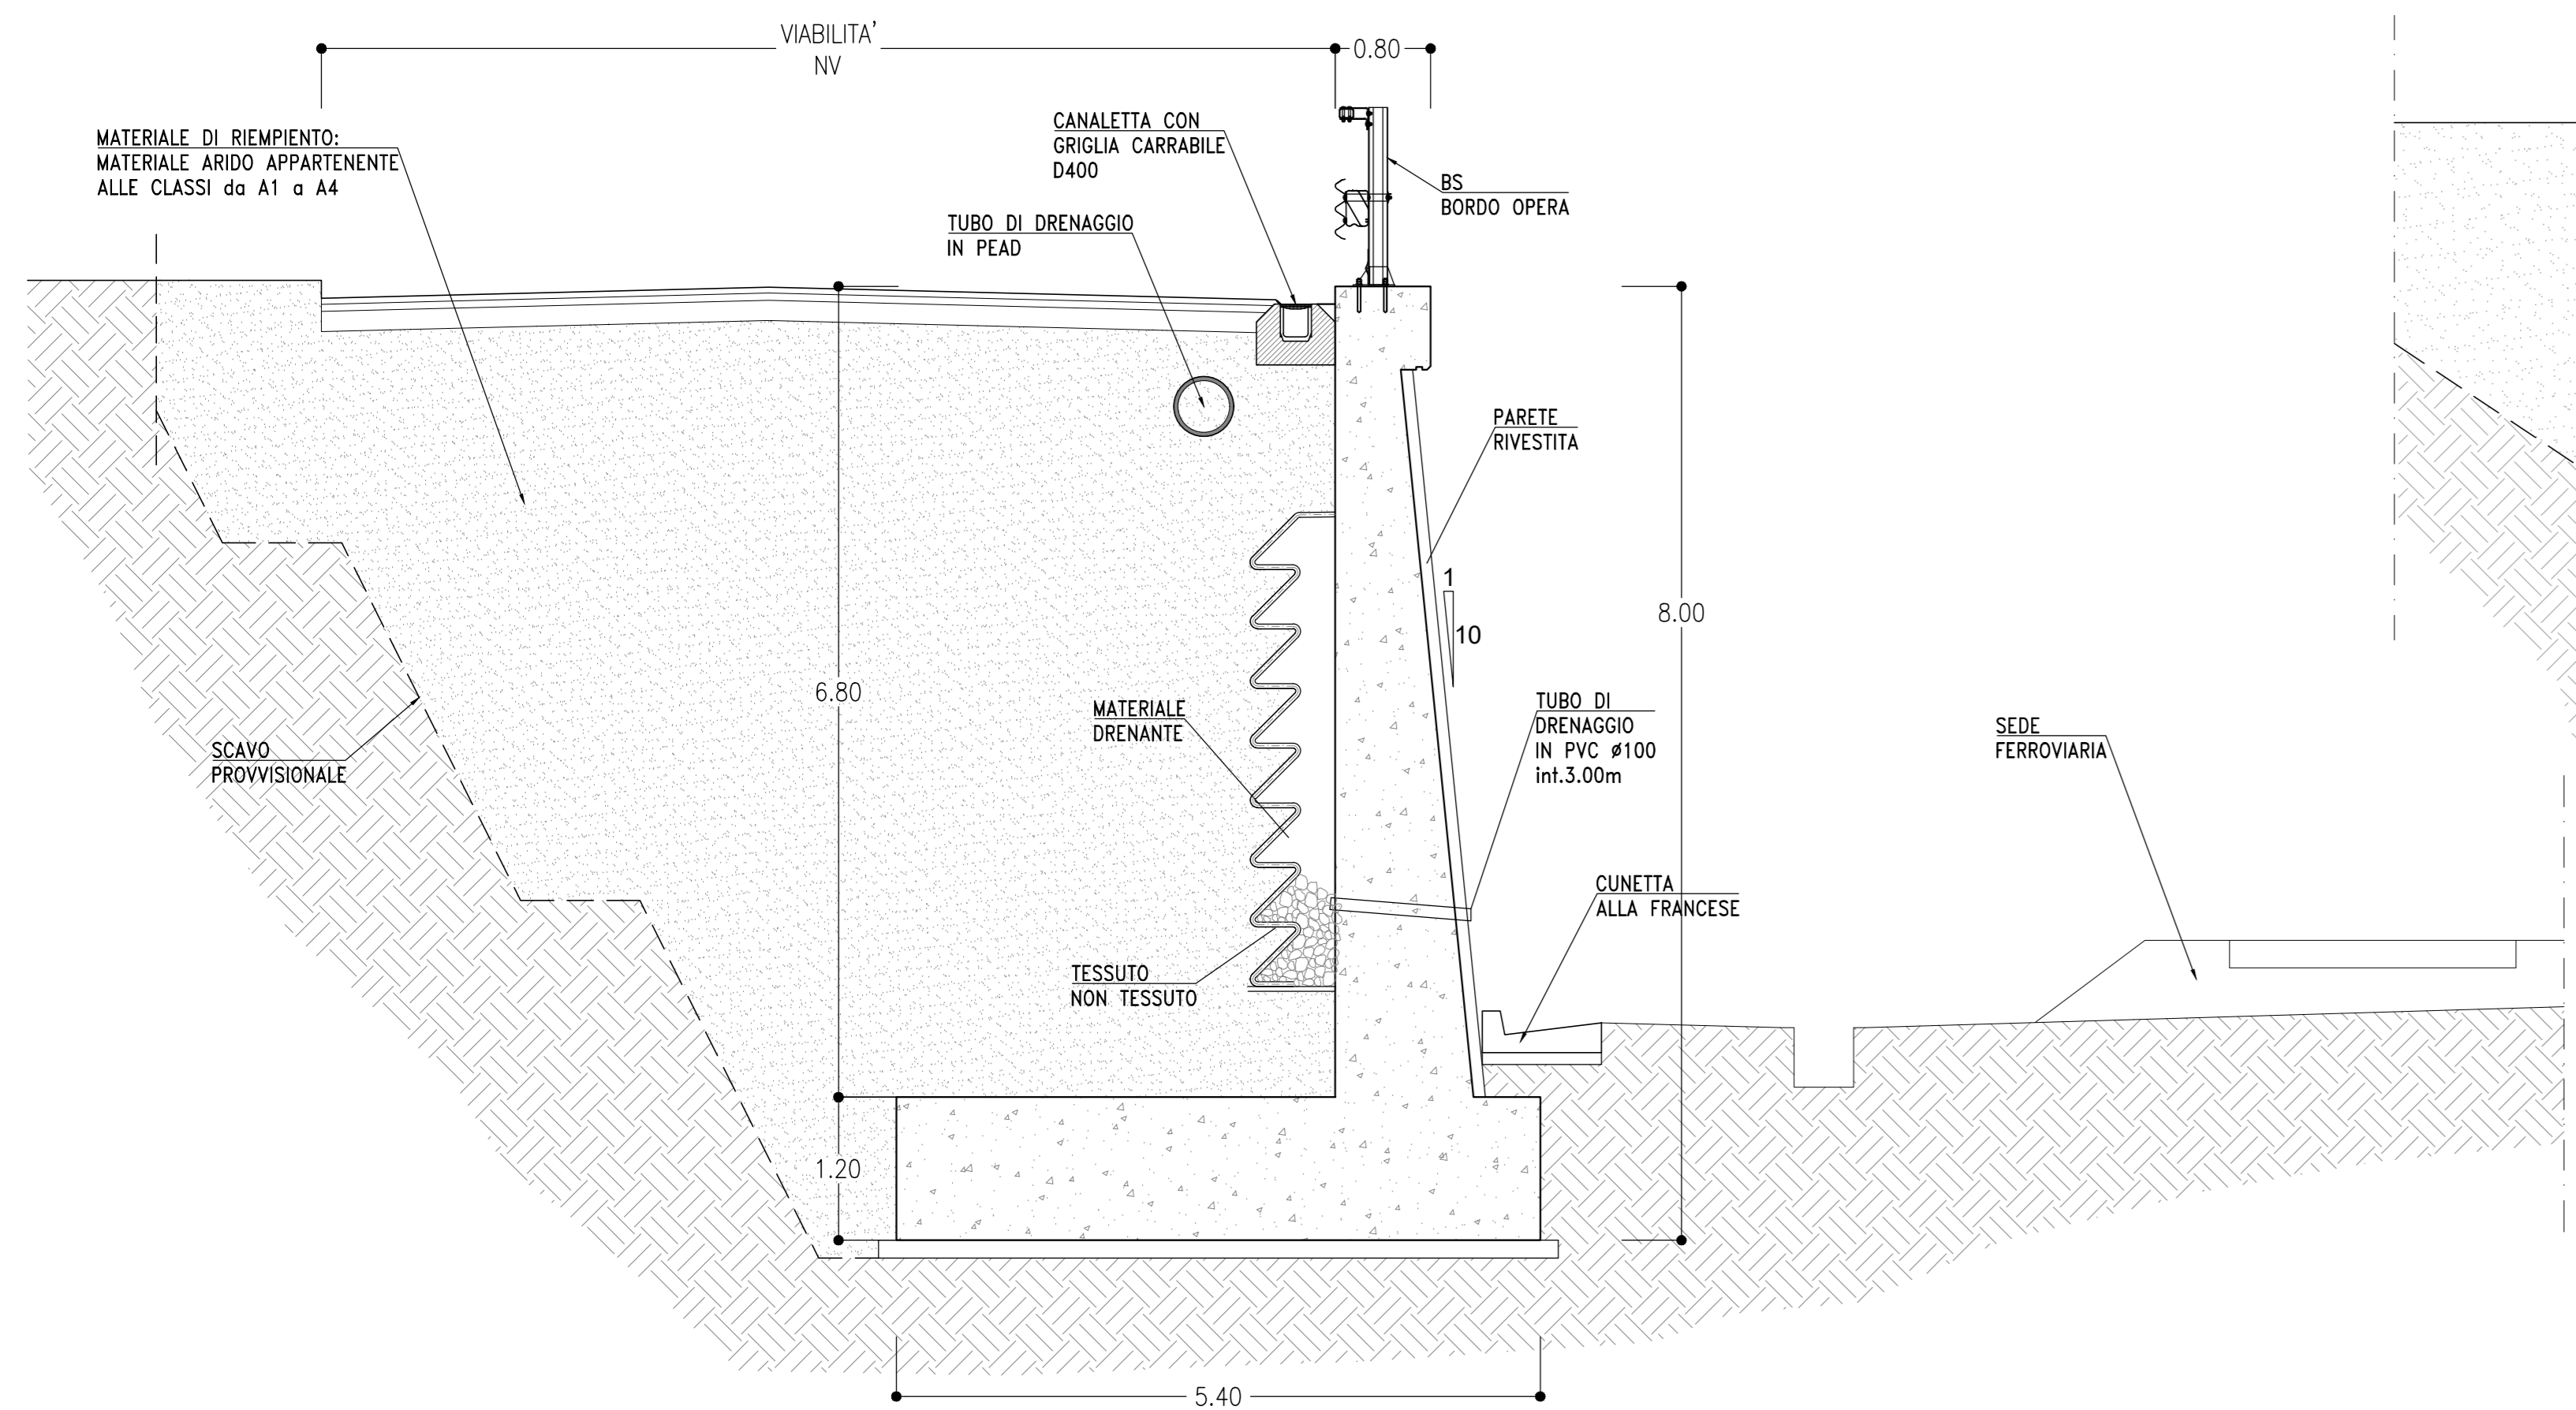 VIABILITA'
NV
0.80
MATERIALE DI RIEMPIENTO:
MATERIALE ARIDO APPARTENENTE
ALLE CLASSI da A1 a A4
CANALETTA CON
GRIGLIA CARRABILE
D400
TUBO DI DRENAGGIO
IN PEAD
BS
BORDO OPERA
PARETE
RIVESTITA
1
10
8.00
6.80
MATERIALE
DRENANTE
TUBO DI
DRENAGGIO
IN PVC ø100
int.3.00m
SEDE
FERROVIARIA
SCAVO
PROVVISIONALE
CUNETTA
ALLA FRANCESE
TESSUTO
NON TESSUTO
1.20
5.40